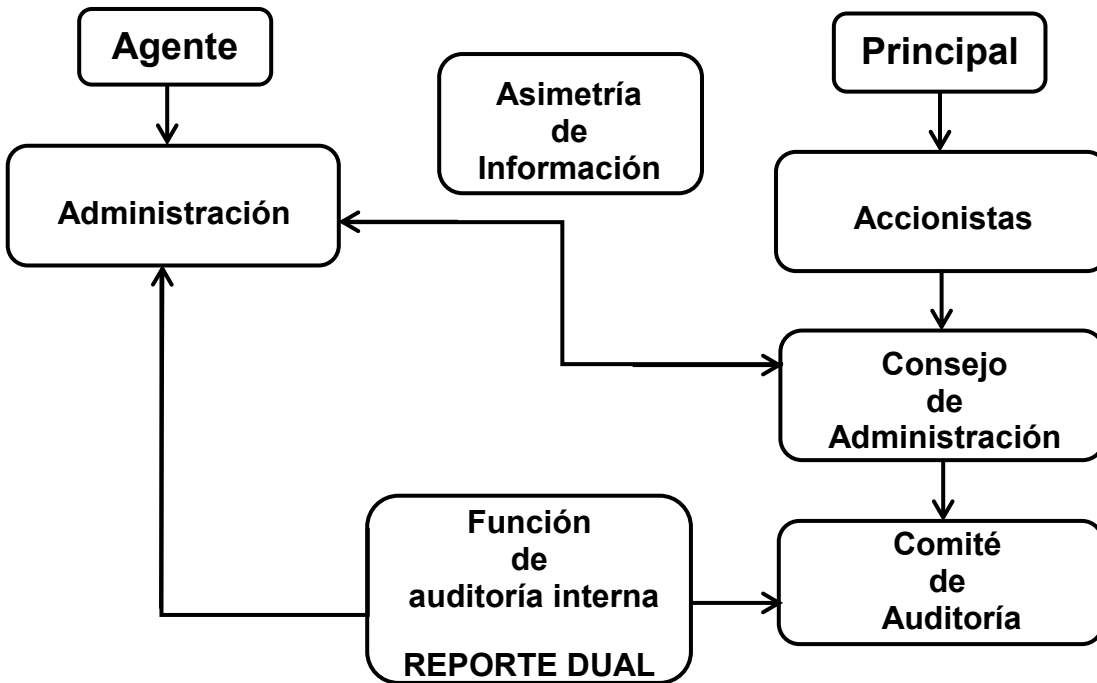 Agente
Principal
Asimetría
de
Información
Administración
Accionistas
Consejo
de
Administración
Función
de
auditoría interna
REPORTE DUAL
Comité
de
Auditoría